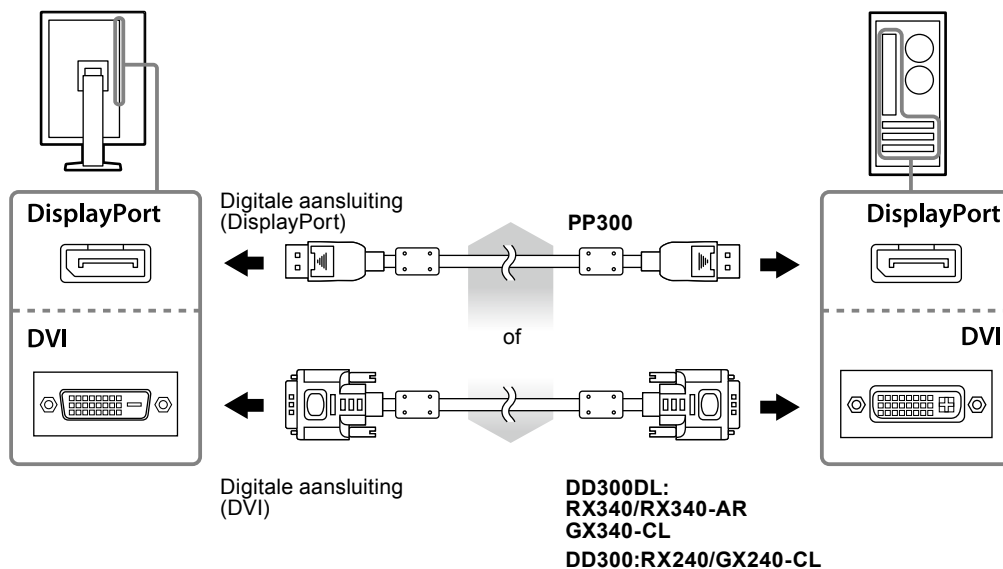 DisplayPort
DVI
Digitale aansluiting
(DisplayPort)
PP300
of
Digitale aansluiting
(DVI)
DD300DL:
RX340/RX340-AR
GX340-CL
DD300:RX240/GX240-CL
DisplayPort
DVI